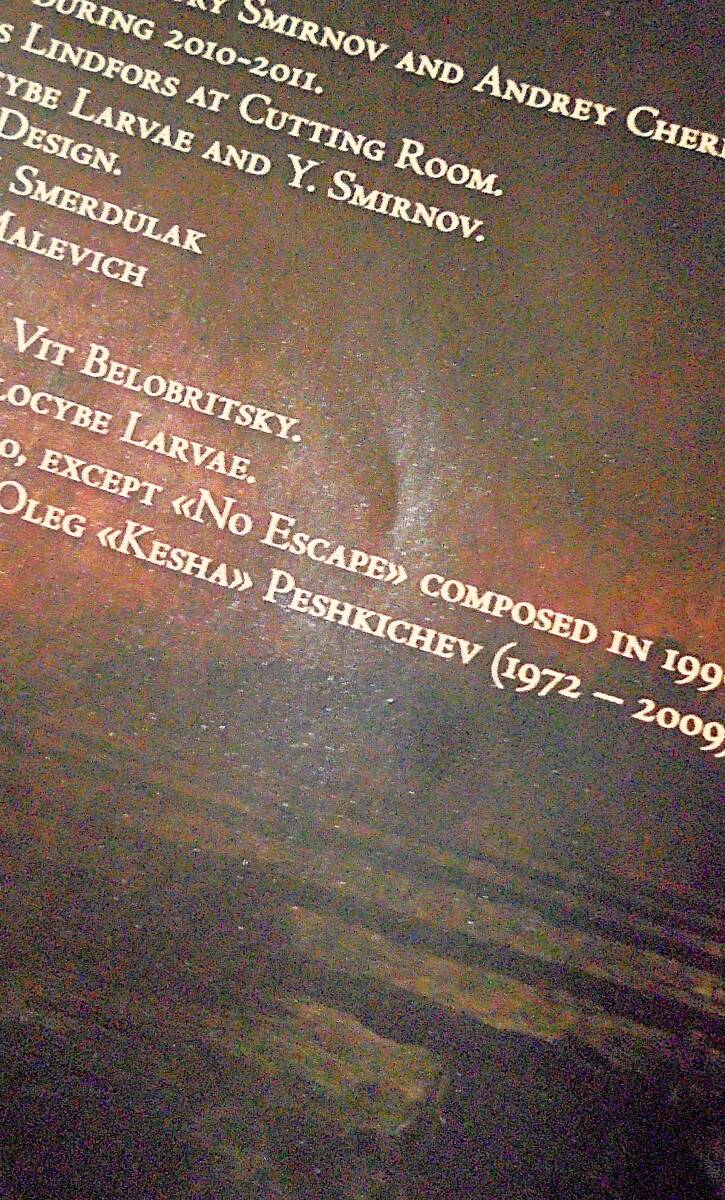 Smirnov and Andrey
during 2010-2011.
Lindfors at Cutting Room.
Larvae and Y. Smirnov.
Design.
Smerdulak
Malevich
Vit Belobritsky.
Larvae.
except «No Escape» composed in
Oleg «Kesha» Peshkichev (1972 – 2009)